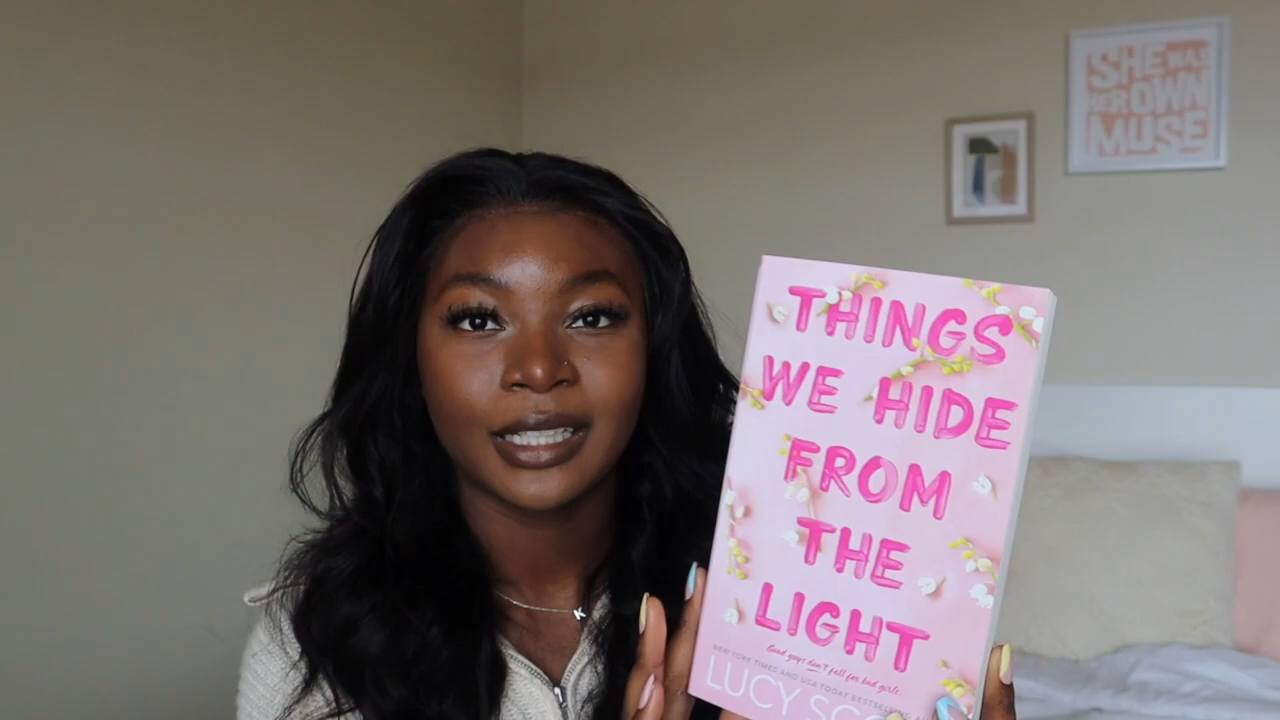 SHE WAS
HER OWN
MUSE
THINGS
WE HIDE
FROM
THE
LIGHT
Good guys don't fall for bad girls.
NEW YORK TIMES AND USA TODAY BESTSELLING
LUCY SCO
K